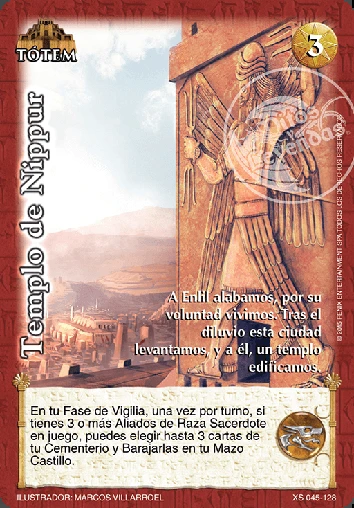 TÓTEM
3
Templo de Nippur
Mitos y Leyendas
A Enlil alabamos, por su
voluntad vivimos. Tras el
diluvio esta ciudad
levantamos, y a él, un templo
edificamos.
En tu Fase de Vigilia, una vez por turno, si
tienes 3 o más Aliados de Raza Sacerdote
en juego, puedes elegir hasta 3 cartas de
tu Cementerio y Barajarlas en tu Mazo
Castillo.
ILUSTRADOR: MARCOS VILLARROEL
XS 045-128